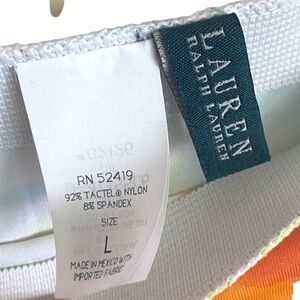 RN 52419
92% TACTEL® NYLON
8% SPANDEX
SIZE
L
MADE IN MEXICO WITH
IMPORTED FABRIC
LAUREN
RALPH LAUREN